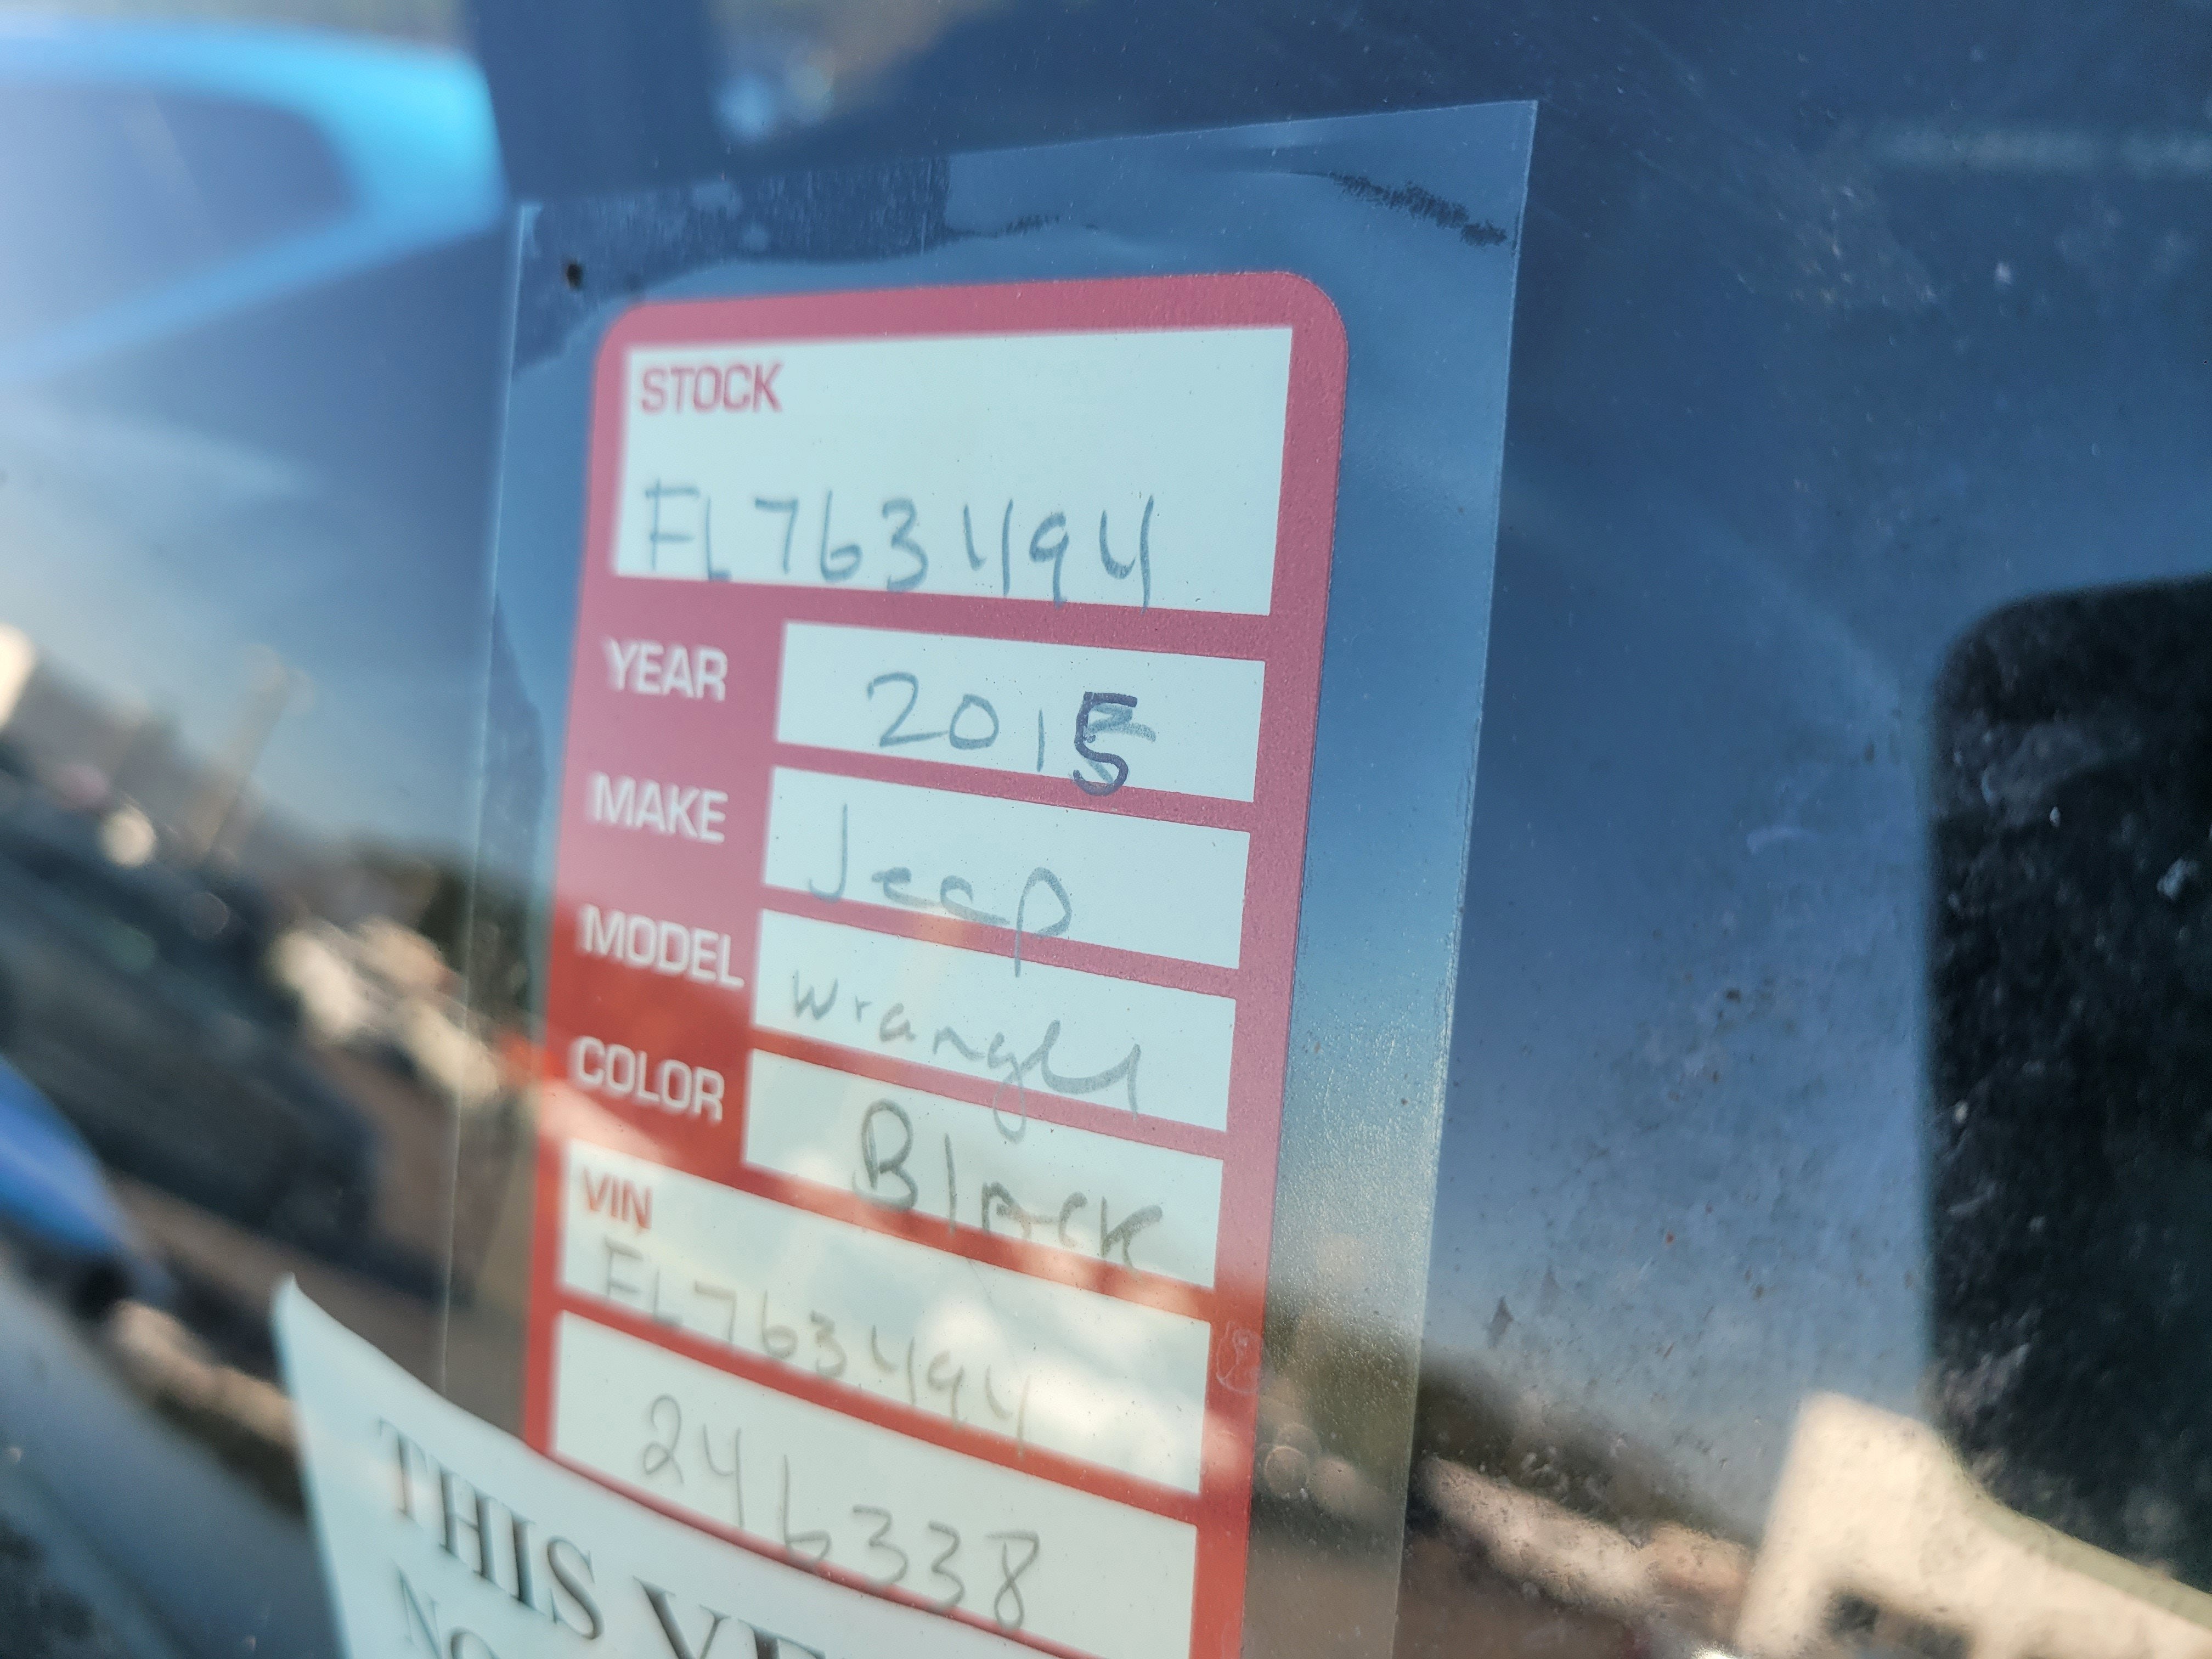 STOCK
FL763494
YEAR 2015
MAKE Jeep
MODEL Wrangler
COLOR Black
VIN
FL763494
246338
THIS